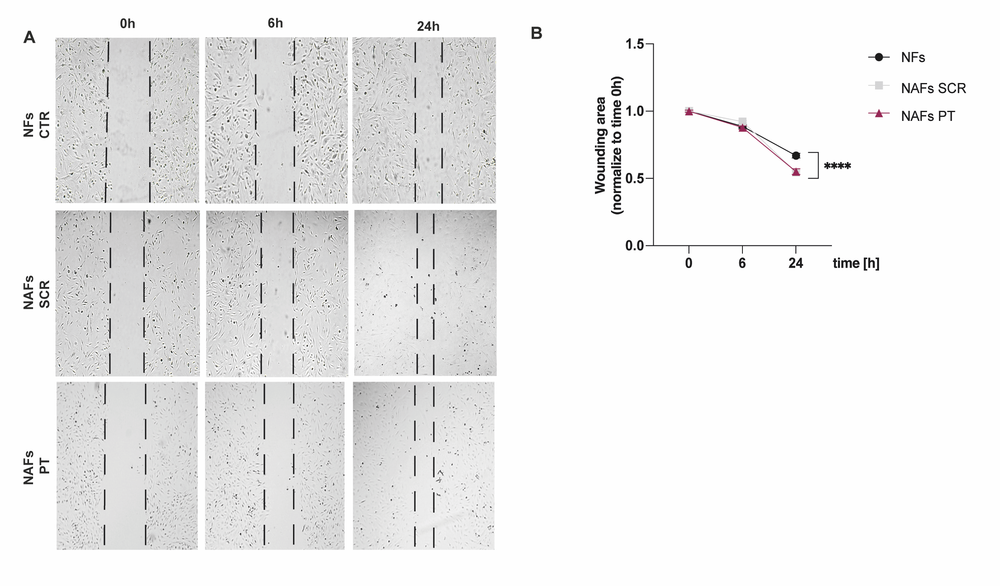 A
0h
6h
24h
NFs
CTR
NAFs
SCR
NAFs
PT
B
Wounding area
(normalize to time 0h)
1.5
1.0
0.5
0.0
0
6
24
time [h]
NFs
NAFs SCR
NAFs PT
****